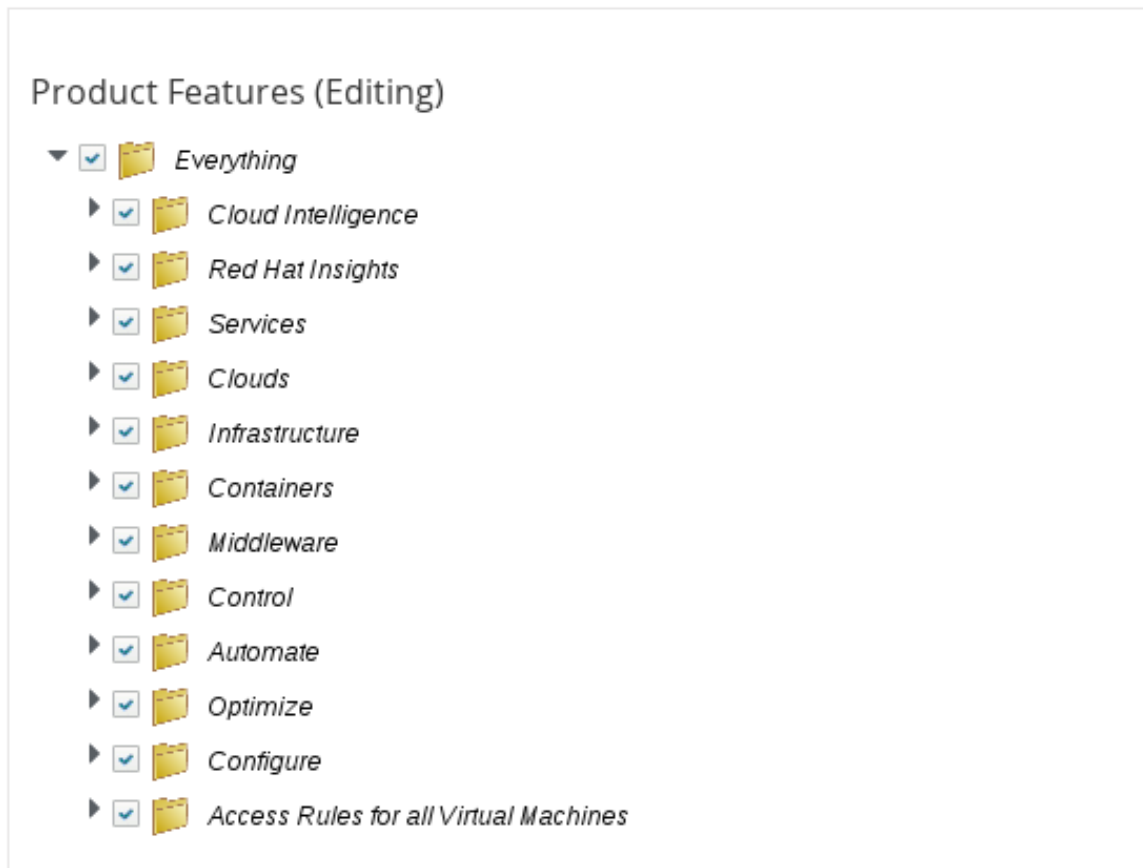 Product Features (Editing)
Everything
Cloud Intelligence
Red Hat Insights
Services
Clouds
Infrastructure
Containers
Middleware
Control
Automate
Optimize
Configure
Access Rules for all Virtual Machines